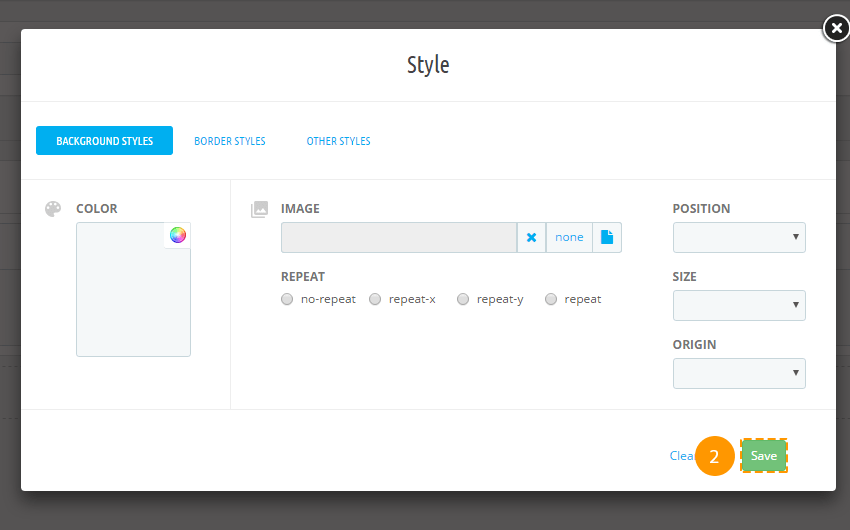 Style
BACKGROUND STYLES
BORDER STYLES
OTHER STYLES
COLOR
IMAGE
none
REPEAT
no-repeat
repeat-x
repeat-y
repeat
POSITION
SIZE
ORIGIN
Clear
2
Save